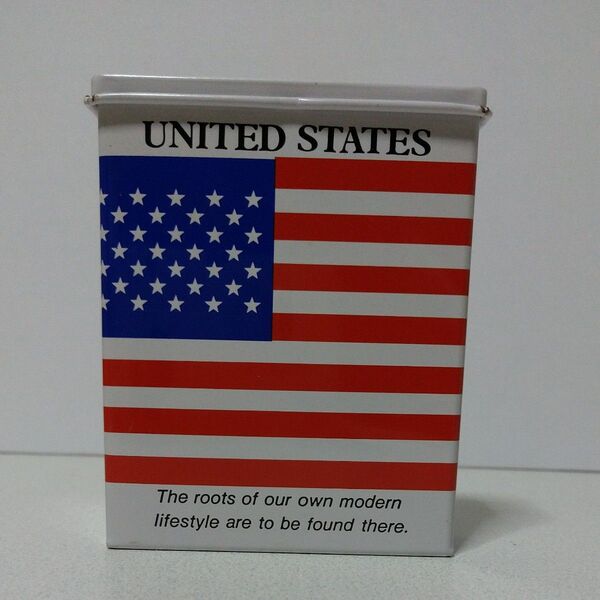 UNITED STATES
The roots of our own modern
lifestyle are to be found there.